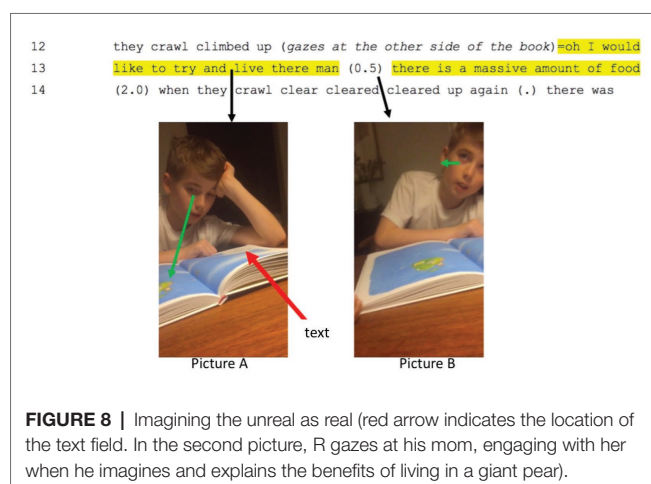 12 they crawl climbed up (gazes at the other side of the book)=oh I would
13 like to try and live there man (0.5) there is a massive amount of food
14 (2.0) when they crawl clear cleared cleared up again (.) there was
text
Picture A
Picture B
FIGURE 8 | Imagining the unreal as real (red arrow indicates the location of
the text field. In the second picture, R gazes at his mom, engaging with her
when he imagines and explains the benefits of living in a giant pear).